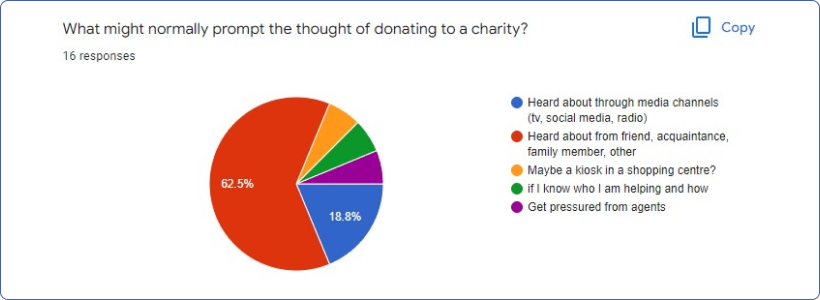 What might normally prompt the thought of donating to a charity?
Copy
16 responses
Heard about through media channels
(tv, social media, radio)
Heard about from friend, acquaintance,
family member, other
Maybe a kiosk in a shopping centre?
if I know who I am helping and how
Get pressured from agents
62.5%
18.8%